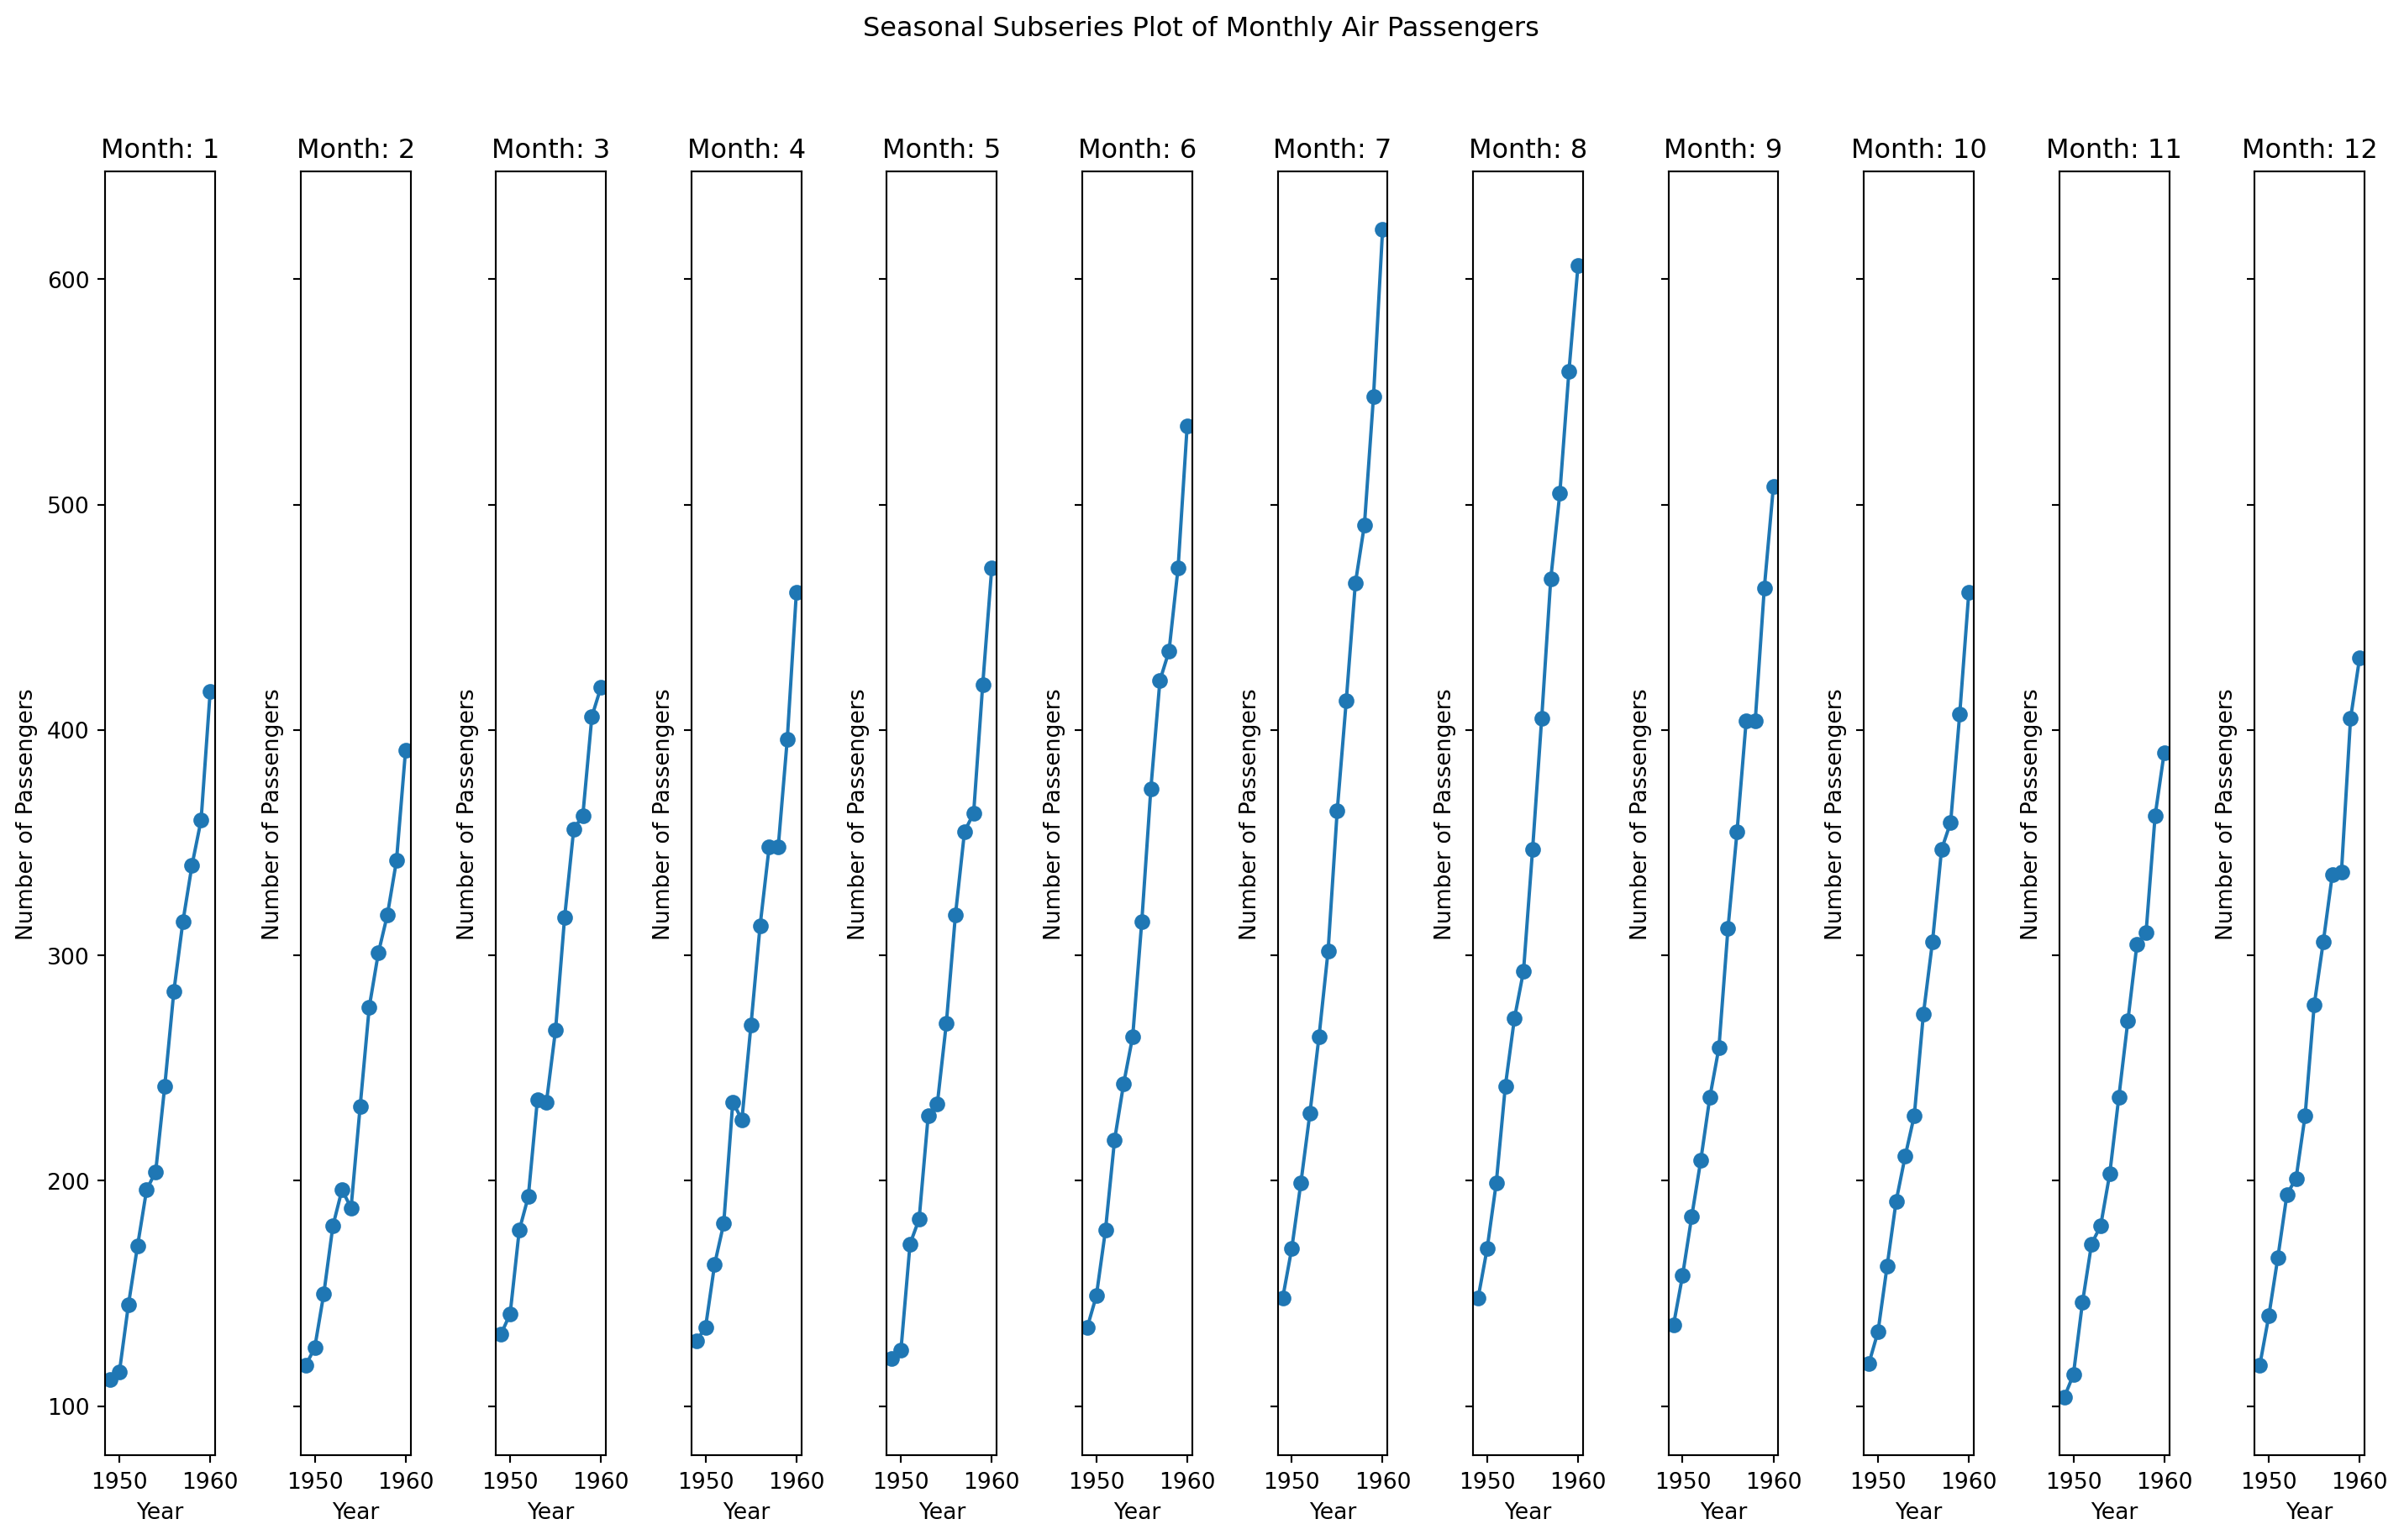 Seasonal Subseries Plot of Monthly Air Passengers
Month: 1
Month: 2
Month: 3
Month: 4
Month: 5
Month: 6
Month: 7
Month: 8
Month: 9
Month: 10
Month: 11
Month: 12
600
500
400
300
200
100
Number of Passengers
Number of Passengers
Number of Passengers
Number of Passengers
Number of Passengers
Number of Passengers
Number of Passengers
Number of Passengers
Number of Passengers
Number of Passengers
Number of Passengers
Number of Passengers
1950 1960
1950 1960
1950 1960
1950 1960
1950 1960
1950 1960
1950 1960
1950 1960
1950 1960
1950 1960
1950 1960
1950 1960
Year
Year
Year
Year
Year
Year
Year
Year
Year
Year
Year
Year